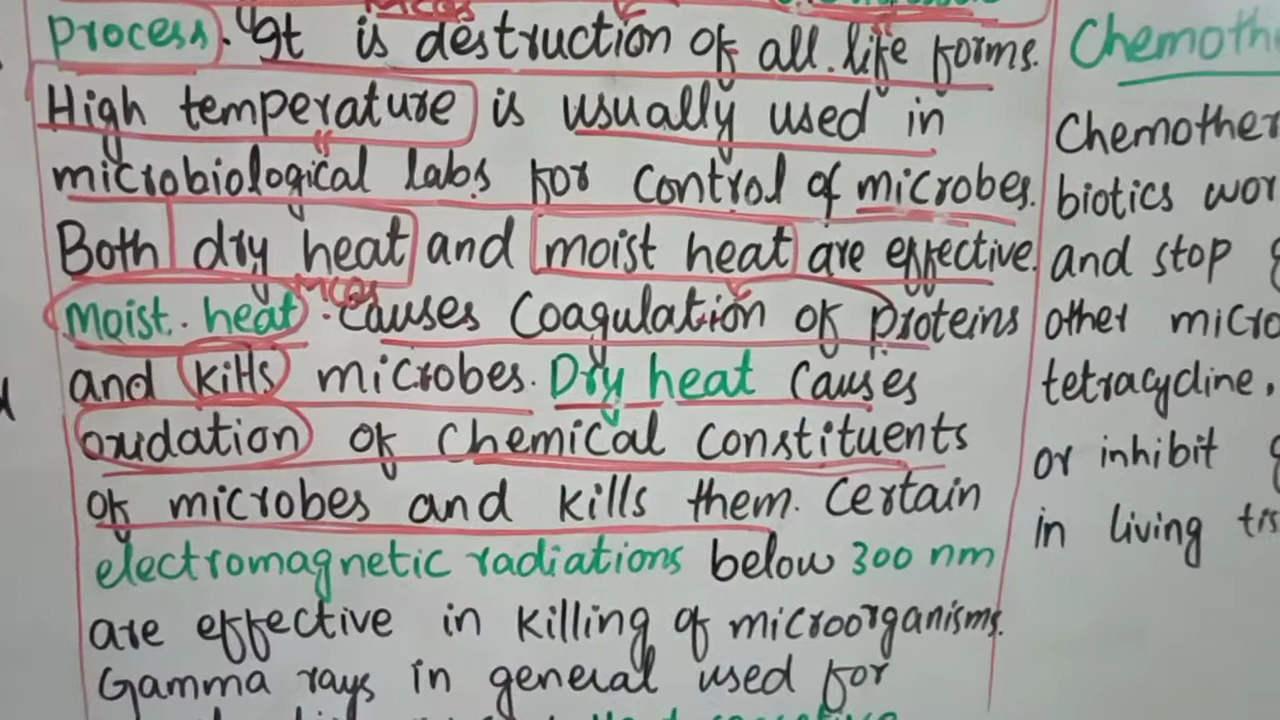 MCQs
Process. It is destruction of all life forms.
High temperature is usually used in
microbiological labs for control of microbes.
Both dry heat and moist heat are effective.
MCQs
Moist heat causes Coagulation of proteins
and kills microbes. Dry heat causes
oxidation of chemical constituents
of microbes and kills them. Certain
electromagnetic radiations below 300 nm
are effective in killing of microorganisms.
Gamma rays in general used for
Chemoth
Chemother
biotics wor
and stop
other micro
tetracycline,
or inhibit
in living tis